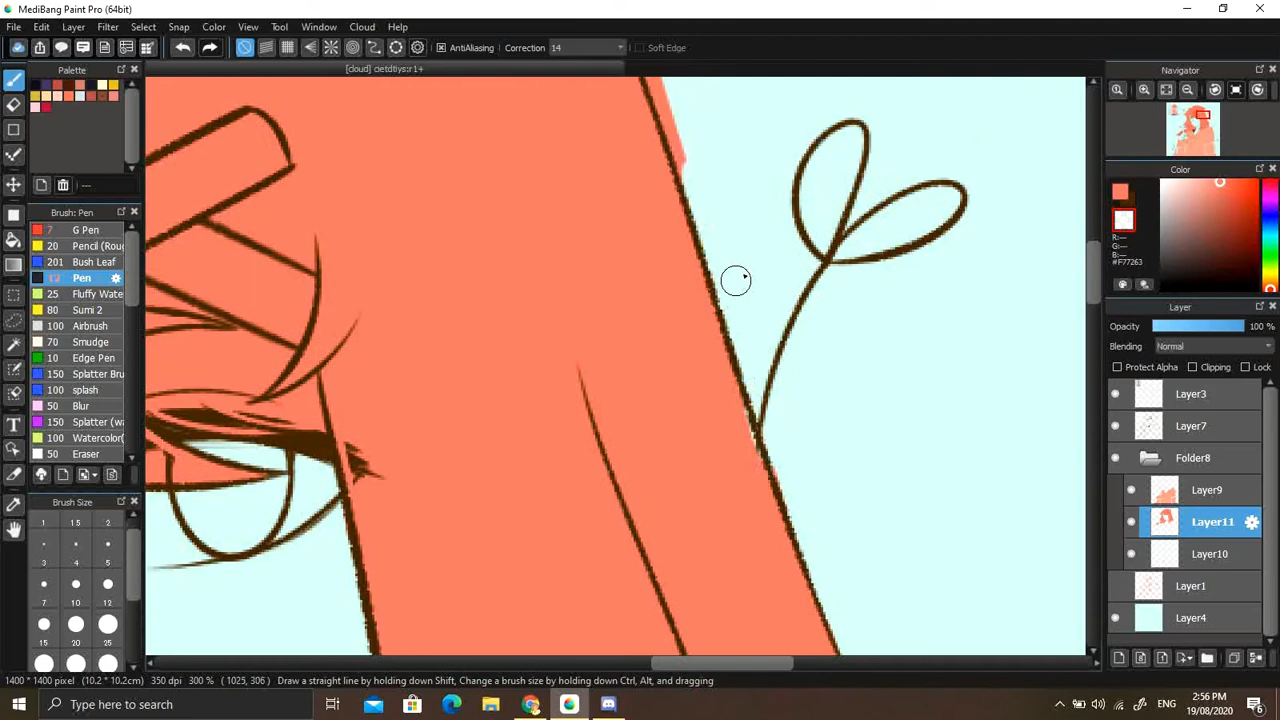 MediBang Paint Pro (64bit)
File Edit Layer Filter Select Snap Color View Tool Window Cloud Help
AntiAliasing Correction 14 Soft Edge
Palette
[cloud] cietdtiys:r1+
Navigator
---
Brush: Pen
7 G Pen
20 Pencil (Roug
201 Bush Leaf
Pen
25 Fluffy Wate
80 Sumi 2
100 Airbrush
70 Smudge
10 Edge Pen
150 Splatter Bru
100 splash
50 Blur
150 Splatter (wa
100 Watercolor(
50 Eraser
Brush Size
1 1.5 2
3 4 5
7 10 12
15 20 25
Color
R:---
G:---
B:---
#F77263
Layer
Opacity 100 %
Blending Normal
Protect Alpha Clipping Lock
Layer3
Layer7
Folder8
Layer9
Layer11
Layer10
Layer1
Layer4
1400 * 1400 pixel (10.2 * 10.2cm) 350 dpi 300 % ( 1025, 306 ) Draw a straight line by holding down Shift, Change a brush size by holding down Ctrl, Alt, and dragging
Type here to search
ENG
2:56 PM
19/08/2020
6